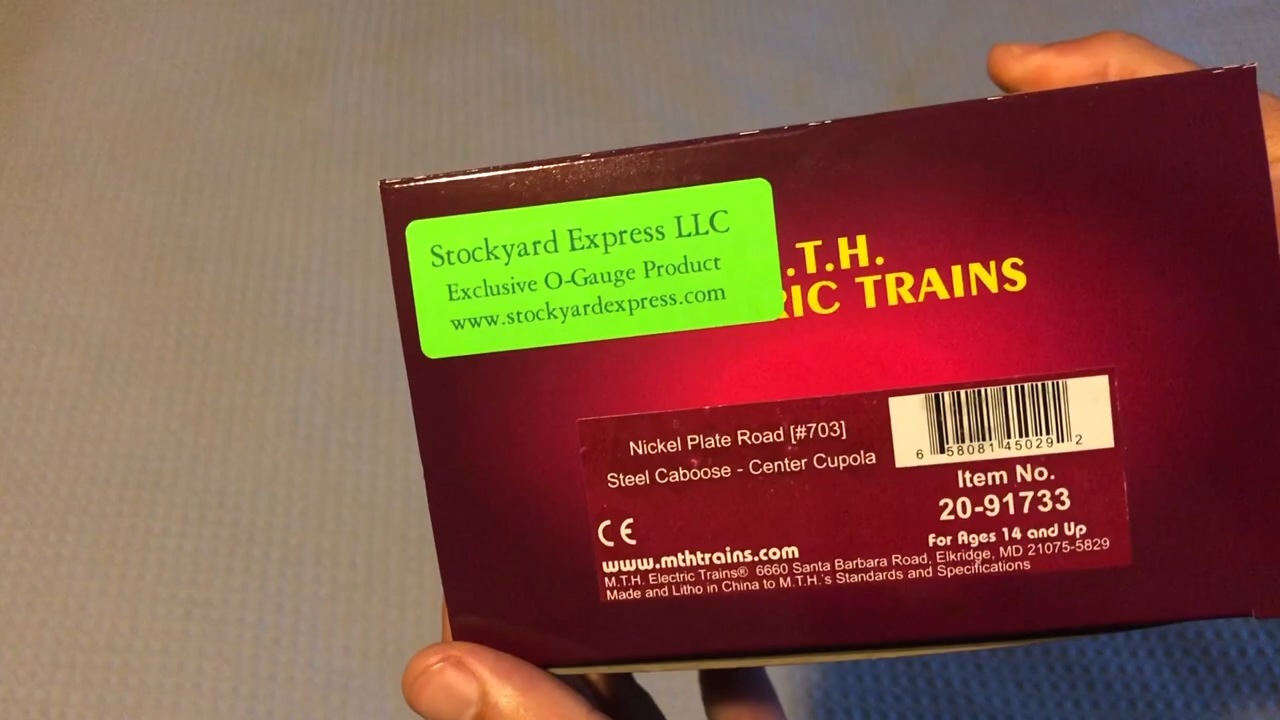 Stockyard Express LLC
Exclusive O-Gauge Product
www.stockyardexpress.com
.T.H.
RIC TRAINS
Nickel Plate Road [#703]
Steel Caboose - Center Cupola
6 58081 45029 2
Item No.
20-91733
For Ages 14 and Up
CE
www.mthtrains.com
M.T.H. Electric Trains® 6660 Santa Barbara Road, Elkridge, MD 21075-5829
Made and Litho in China to M.T.H.'s Standards and Specifications